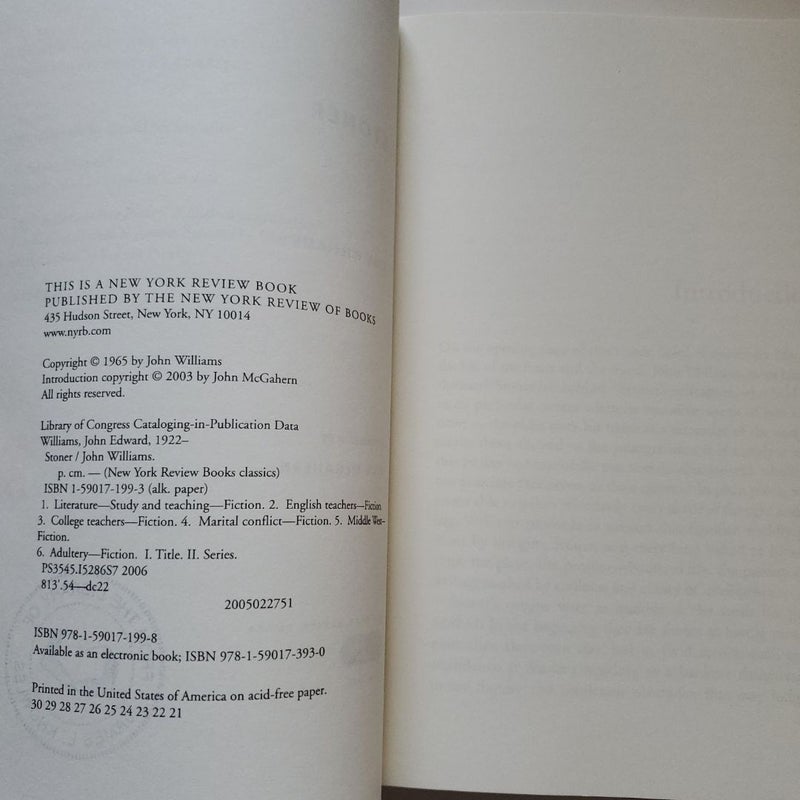 THIS IS A NEW YORK REVIEW BOOK
PUBLISHED BY THE NEW YORK REVIEW OF BOOKS
435 Hudson Street, New York, NY 10014
www.nyrb.com
Copyright © 1965 by John Williams
Introduction copyright © 2003 by John McGahern
All rights reserved.
Library of Congress Cataloging-in-Publication Data
Williams, John Edward, 1922–
Stoner / John Williams.
p. cm. — (New York Review Books classics)
ISBN 1-59017-199-3 (alk. paper)
1. Literature—Study and teaching—Fiction. 2. English teachers—Fiction
3. College teachers—Fiction. 4. Marital conflict—Fiction. 5. Middle West—
Fiction.
6. Adultery—Fiction. I. Title. II. Series.
PS3545.I5286S7 2006
813'.54—dc22
2005022751
ISBN 978-1-59017-199-8
Available as an electronic book; ISBN 978-1-59017-393-0
Printed in the United States of America on acid-free paper.
30 29 28 27 26 25 24 23 22 21